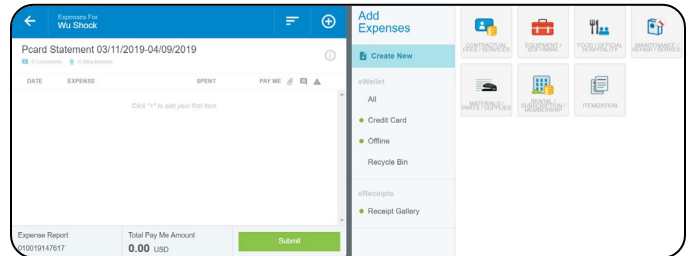 Expenses For
Wu Shock
Pcard Statement 03/11/2019-04/09/2019
0 Comments 0 Attachments
DATE EXPENSE SPENT PAY ME
Click "+" to add your first item.
Expense Report
010019147617
Total Pay Me Amount
0.00 USD
Submit
Add
Expenses
Create New
eWallet
All
Credit Card
Offline
Recycle Bin
eReceipts
Receipt Gallery
CONTRACTUAL
FEES / SERVICES
EQUIPMENT /
SOFTWARE
FOOD / OFFICIAL
HOSPITALITY
MAINTENANCE /
REPAIR / SERVICE
MATERIALS /
PARTS / SUPPLIES
RENTAL /
SUBSCRIPTION /
MEMBERSHIP
ITEMIZATION